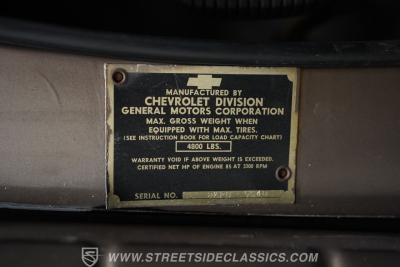 MANUFACTURED BY
CHEVROLET DIVISION
GENERAL MOTORS CORPORATION
MAX. GROSS WEIGHT WHEN
EQUIPPED WITH MAX. TIRES.
(SEE INSTRUCTION BOOK FOR LOAD CAPACITY CHART)
4800 LBS.
WARRANTY VOID IF ABOVE WEIGHT IS EXCEEDED.
CERTIFIED NET HP OF ENGINE 85 AT 3300 RPM
SERIAL NO.
STREETSIDE CLASSICS
WWW.STREETSIDECLASSICS.COM